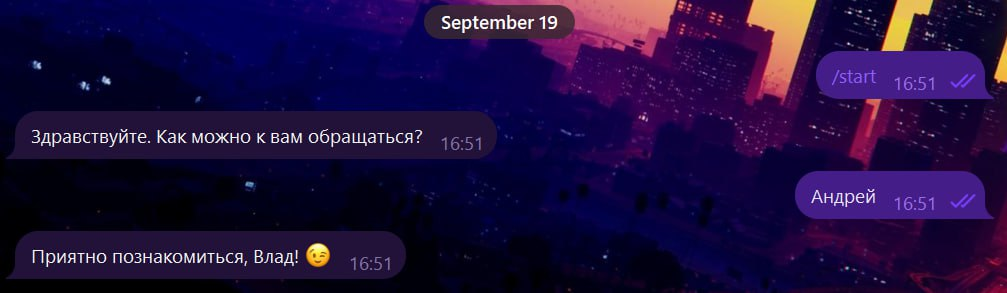 September 19
/start 16:51
Здравствуйте. Как можно к вам обращаться? 16:51
Андрей 16:51
Приятно познакомиться, Влад! 😉 16:51